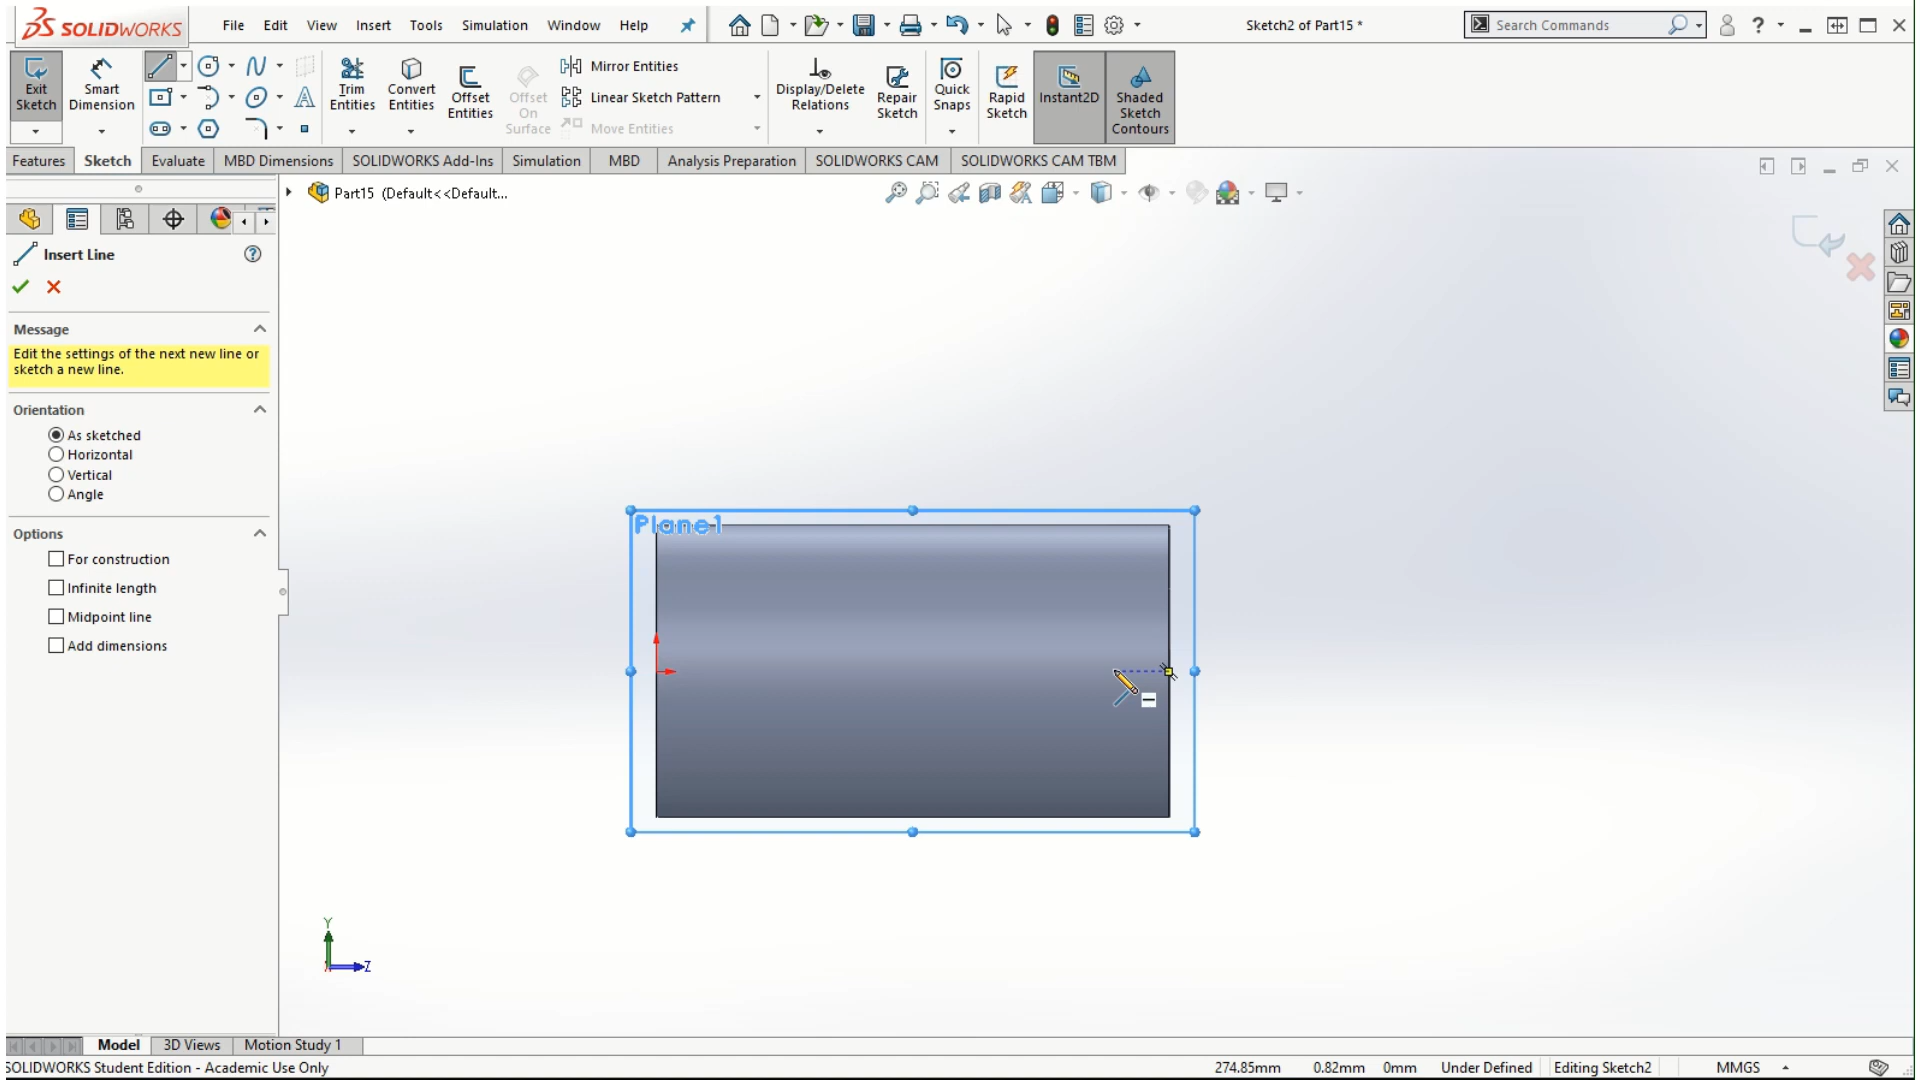 SOLIDWORKS File Edit View Insert Tools Simulation Window Help Sketch2 of Part15 * Search Commands ?
Exit Sketch
Smart Dimension
Trim Entities
Convert Entities
Offset Entities
Offset On Surface
Mirror Entities
Linear Sketch Pattern
Move Entities
Display/Delete Relations
Repair Sketch
Quick Snaps
Rapid Sketch
Instant2D
Shaded Sketch Contours
Features Sketch Evaluate MBD Dimensions SOLIDWORKS Add-Ins Simulation MBD Analysis Preparation SOLIDWORKS CAM SOLIDWORKS CAM TBM
Part15 (Default<<Default...
Insert Line ?
Message
Edit the settings of the next new line or
sketch a new line.
Orientation
As sketched
Horizontal
Vertical
Angle
Options
For construction
Infinite length
Midpoint line
Add dimensions
Plane1
Y
Z
Model 3D Views Motion Study 1
SOLIDWORKS Student Edition - Academic Use Only 274.85mm 0.82mm 0mm Under Defined Editing Sketch2 MMGS